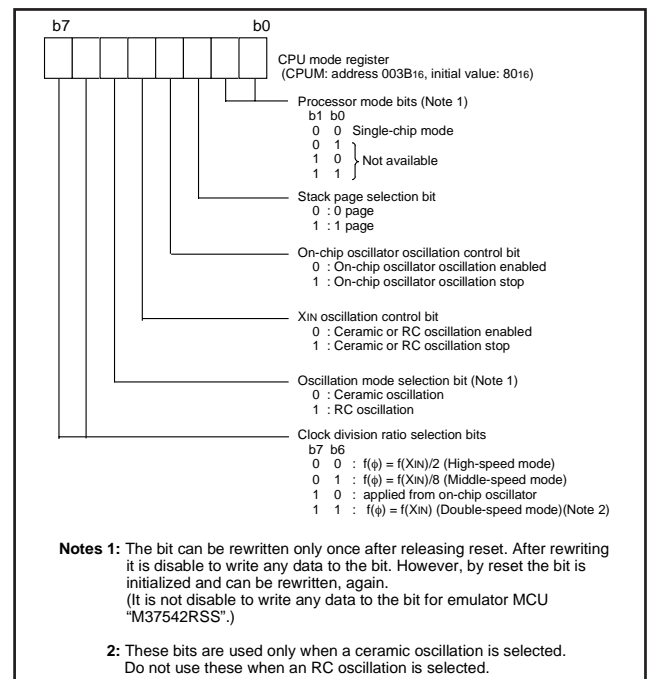 b7 b0
CPU mode register
(CPUM: address 003B16, initial value: 8016)
Processor mode bits (Note 1)
b1 b0
0 0 Single-chip mode
0 1
1 0 Not available
1 1
Stack page selection bit
0 : 0 page
1 : 1 page
On-chip oscillator oscillation control bit
0 : On-chip oscillator oscillation enabled
1 : On-chip oscillator oscillation stop
XIN oscillation control bit
0 : Ceramic or RC oscillation enabled
1 : Ceramic or RC oscillation stop
Oscillation mode selection bit (Note 1)
0 : Ceramic oscillation
1 : RC oscillation
Clock division ratio selection bits
b7 b6
0 0 : f(φ) = f(XIN)/2 (High-speed mode)
0 1 : f(φ) = f(XIN)/8 (Middle-speed mode)
1 0 : applied from on-chip oscillator
1 1 : f(φ) = f(XIN) (Double-speed mode)(Note 2)
Notes 1: The bit can be rewritten only once after releasing reset. After rewriting
it is disable to write any data to the bit. However, by reset the bit is
initialized and can be rewritten, again.
(It is not disable to write any data to the bit for emulator MCU
“M37542RSS”.)
2: These bits are used only when a ceramic oscillation is selected.
Do not use these when an RC oscillation is selected.